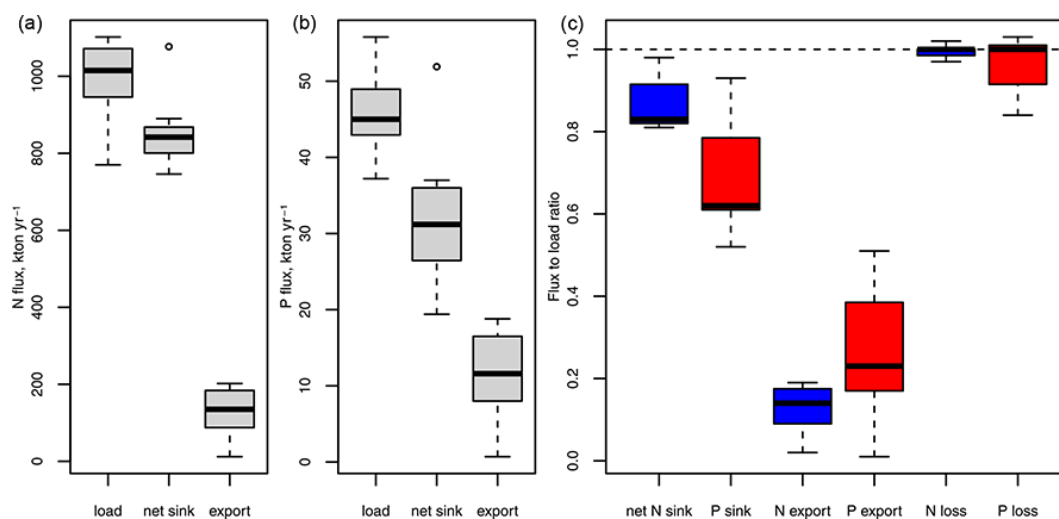 (a)
N flux, kton yr⁻¹
0
200
400
600
800
1000
load net sink export
(b)
P flux, kton yr⁻¹
0
10
20
30
40
50
load net sink export
(c)
Flux to load ratio
0.0
0.2
0.4
0.6
0.8
1.0
net N sink P sink N export P export N loss P loss